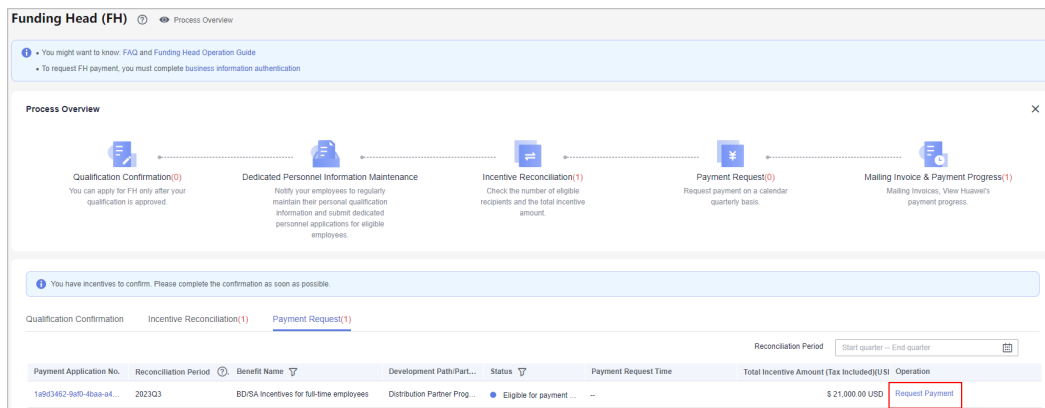 Funding Head (FH) Process Overview
• You might want to know: FAQ and Funding Head Operation Guide
• To request FH payment, you must complete business information authentication
Process Overview
Qualification Confirmation(0)
You can apply for FH only after your
qualification is approved.
Dedicated Personnel Information Maintenance
Notify your employees to regularly
maintain their personal qualification
information and submit dedicated
personnel applications for eligible
employees.
Incentive Reconciliation(1)
Check the number of eligible
recipients and the total incentive
amount.
Payment Request(0)
Request payment on a calendar
quarterly basis.
Mailing Invoice & Payment Progress(1)
Mailing Invoices, View Huawei's
payment progress.
You have incentives to confirm. Please complete the confirmation as soon as possible.
Qualification Confirmation Incentive Reconciliation(1) Payment Request(1)
Reconciliation Period Start quarter -- End quarter
Payment Application No. Reconciliation Period Benefit Name Development Path/Part... Status Payment Request Time Total Incentive Amount (Tax Included)(USI Operation
1a9d3462-9af0-4baa-a4... 2023Q3 BD/SA Incentives for full-time employees Distribution Partner Prog... Eligible for payment ... -- $ 21,000.00 USD Request Payment